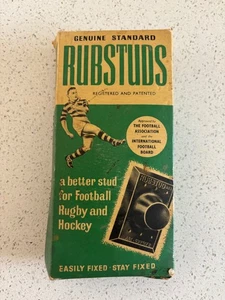 GENUINE STANDARD
RUBSTUDS
REGISTERED AND PATENTED
THE FOOTBALL
ASSOCIATION
INTERNATIONAL
FOOTBALL
BOARD
a better stud
for Football
Rugby and
Hockey
EASILY FIXED · STAY FIXED